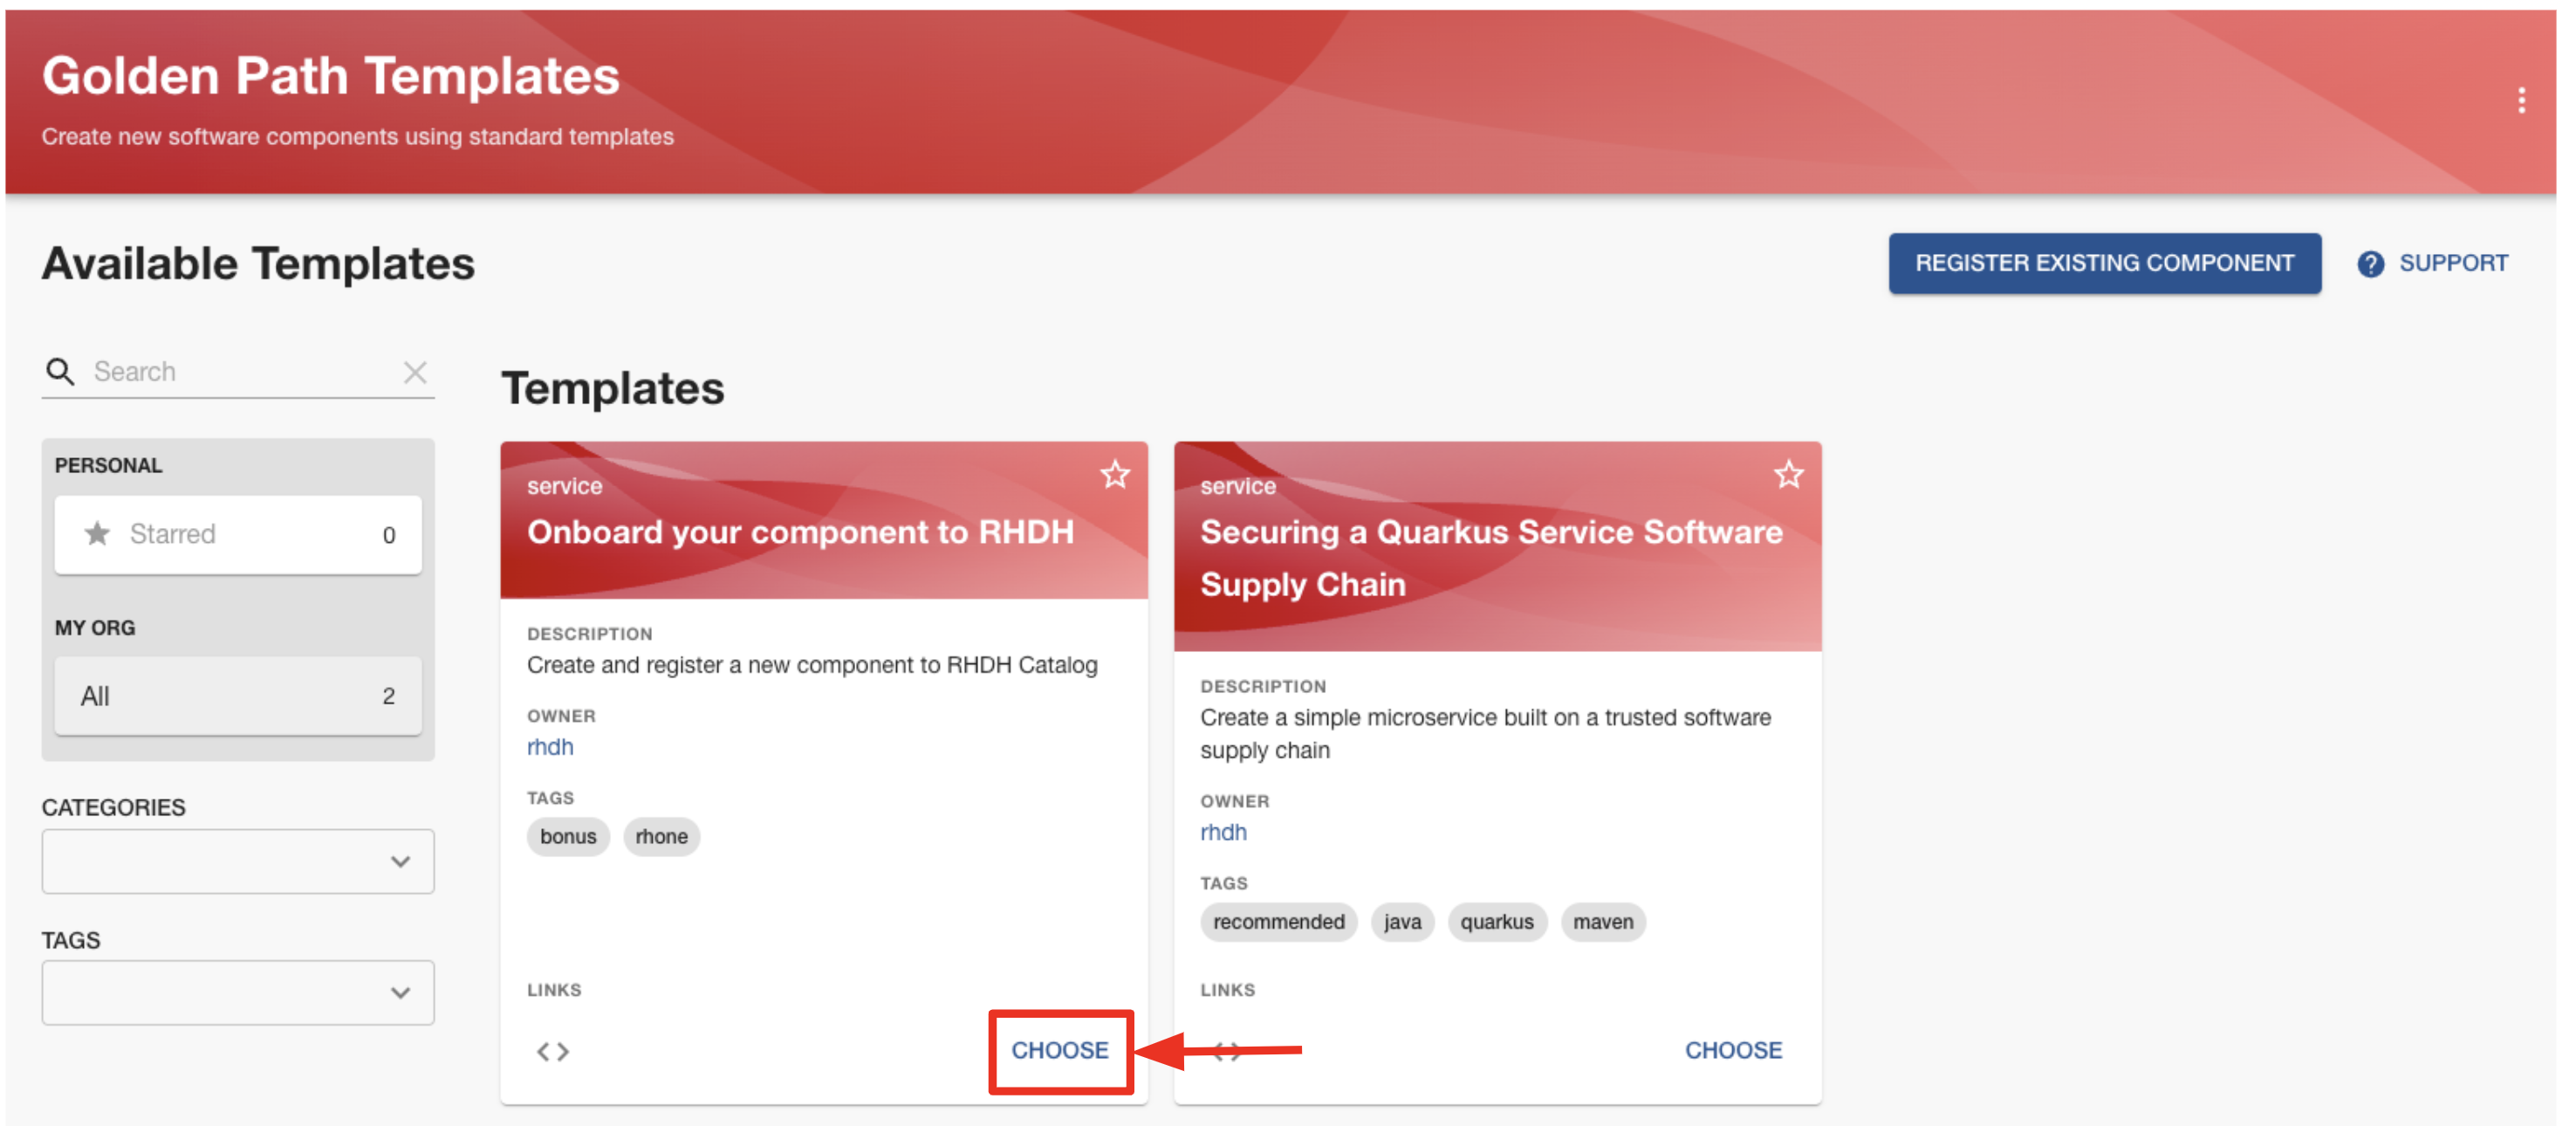 Golden Path Templates
Create new software components using standard templates
Available Templates
REGISTER EXISTING COMPONENT
SUPPORT
Search
PERSONAL
Starred 0
MY ORG
All 2
CATEGORIES
TAGS
Templates
service
Onboard your component to RHDH
DESCRIPTION
Create and register a new component to RHDH Catalog
OWNER
rhdh
TAGS
bonus rhone
LINKS
CHOOSE
service
Securing a Quarkus Service Software
Supply Chain
DESCRIPTION
Create a simple microservice built on a trusted software
supply chain
OWNER
rhdh
TAGS
recommended java quarkus maven
LINKS
CHOOSE